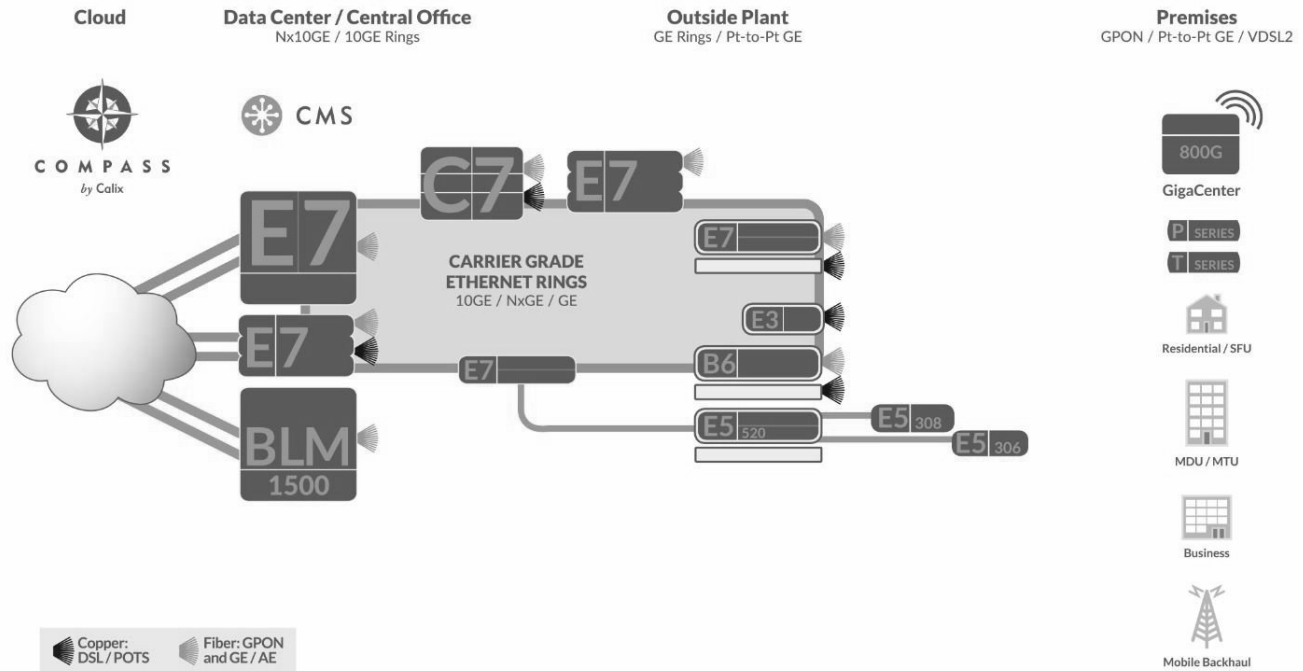 Cloud
Data Center / Central Office
Nx10GE / 10GE Rings
Outside Plant
GE Rings / Pt-to-Pt GE
Premises
GPON / Pt-to-Pt GE / VDSL2
COMPASS
by Calix
CMS
E7
C7
E7
E7
BLM
1500
CARRIER GRADE
ETHERNET RINGS
10GE / NxGE / GE
E7
E7
E3
B6
E5 520
E5 308
E5 306
800G
GigaCenter
P SERIES
T SERIES
Residential / SFU
MDU / MTU
Business
Mobile Backhaul
Copper:
DSL / POTS
Fiber: GPON
and GE / AE